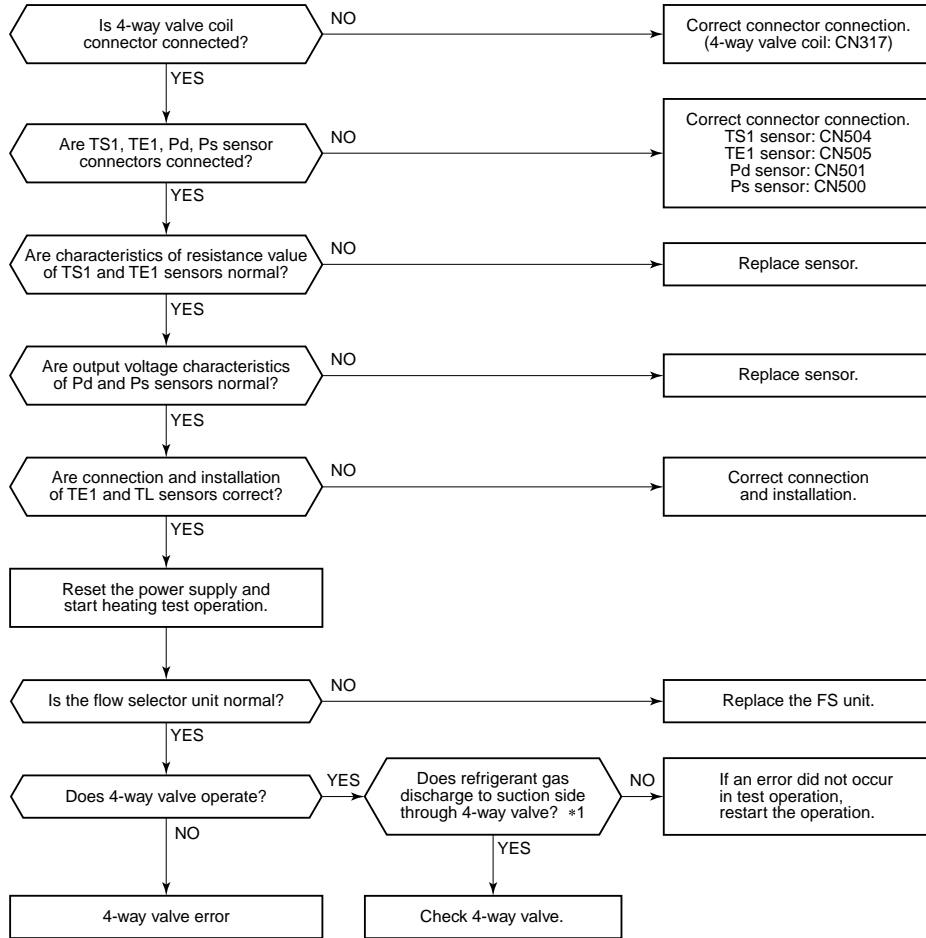 Is 4-way valve coil
connector connected?
NO
Correct connector connection.
(4-way valve coil: CN317)
YES
Are TS1, TE1, Pd, Ps sensor
connectors connected?
NO
Correct connector connection.
TS1 sensor: CN504
TE1 sensor: CN505
Pd sensor: CN501
Ps sensor: CN500
YES
Are characteristics of resistance value
of TS1 and TE1 sensors normal?
NO
Replace sensor.
YES
Are output voltage characteristics
of Pd and Ps sensors normal?
NO
Replace sensor.
YES
Are connection and installation
of TE1 and TL sensors correct?
NO
Correct connection
and installation.
YES
Reset the power supply and
start heating test operation.
Is the flow selector unit normal?
NO
Replace the FS unit.
YES
Does 4-way valve operate?
YES
Does refrigerant gas
discharge to suction side
through 4-way valve? *1
NO
If an error did not occur
in test operation,
restart the operation.
NO
YES
4-way valve error
Check 4-way valve.